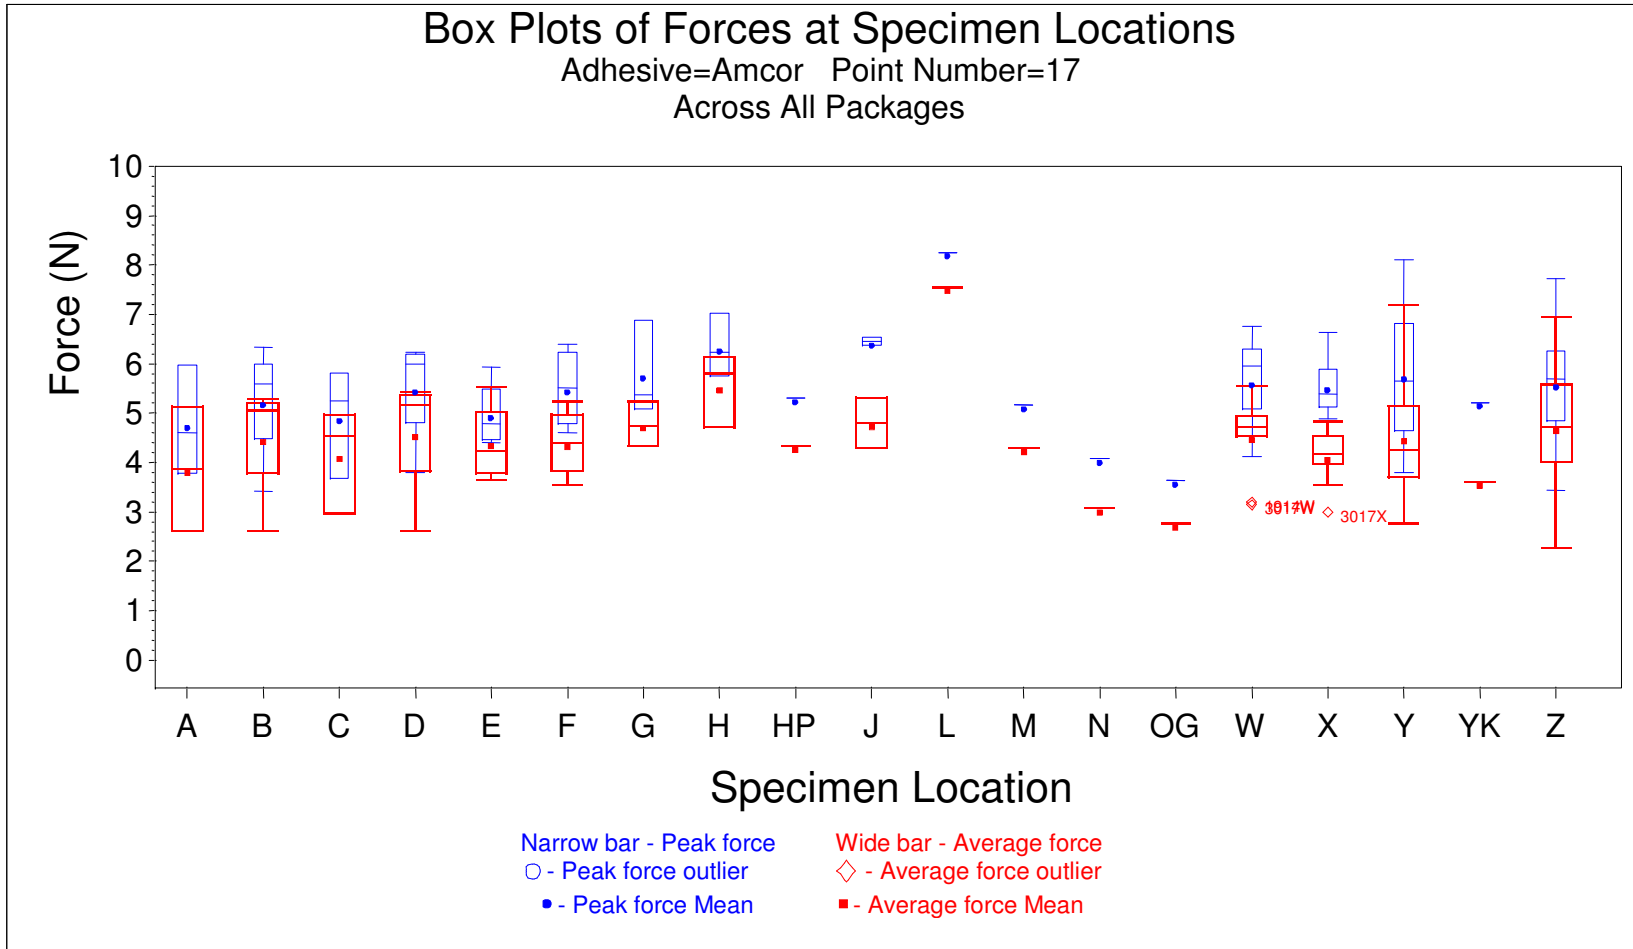 Box Plots of Forces at Specimen Locations
Adhesive=Amcor Point Number=17
Across All Packages
Force (N)
10
9
8
7
6
5
4
3
2
1
0
3017W
3017X
A B C D E F G H HP J L M N OG W X Y YK Z
Specimen Location
Narrow bar - Peak force Wide bar - Average force
- Peak force outlier - Average force outlier
- Peak force Mean - Average force Mean